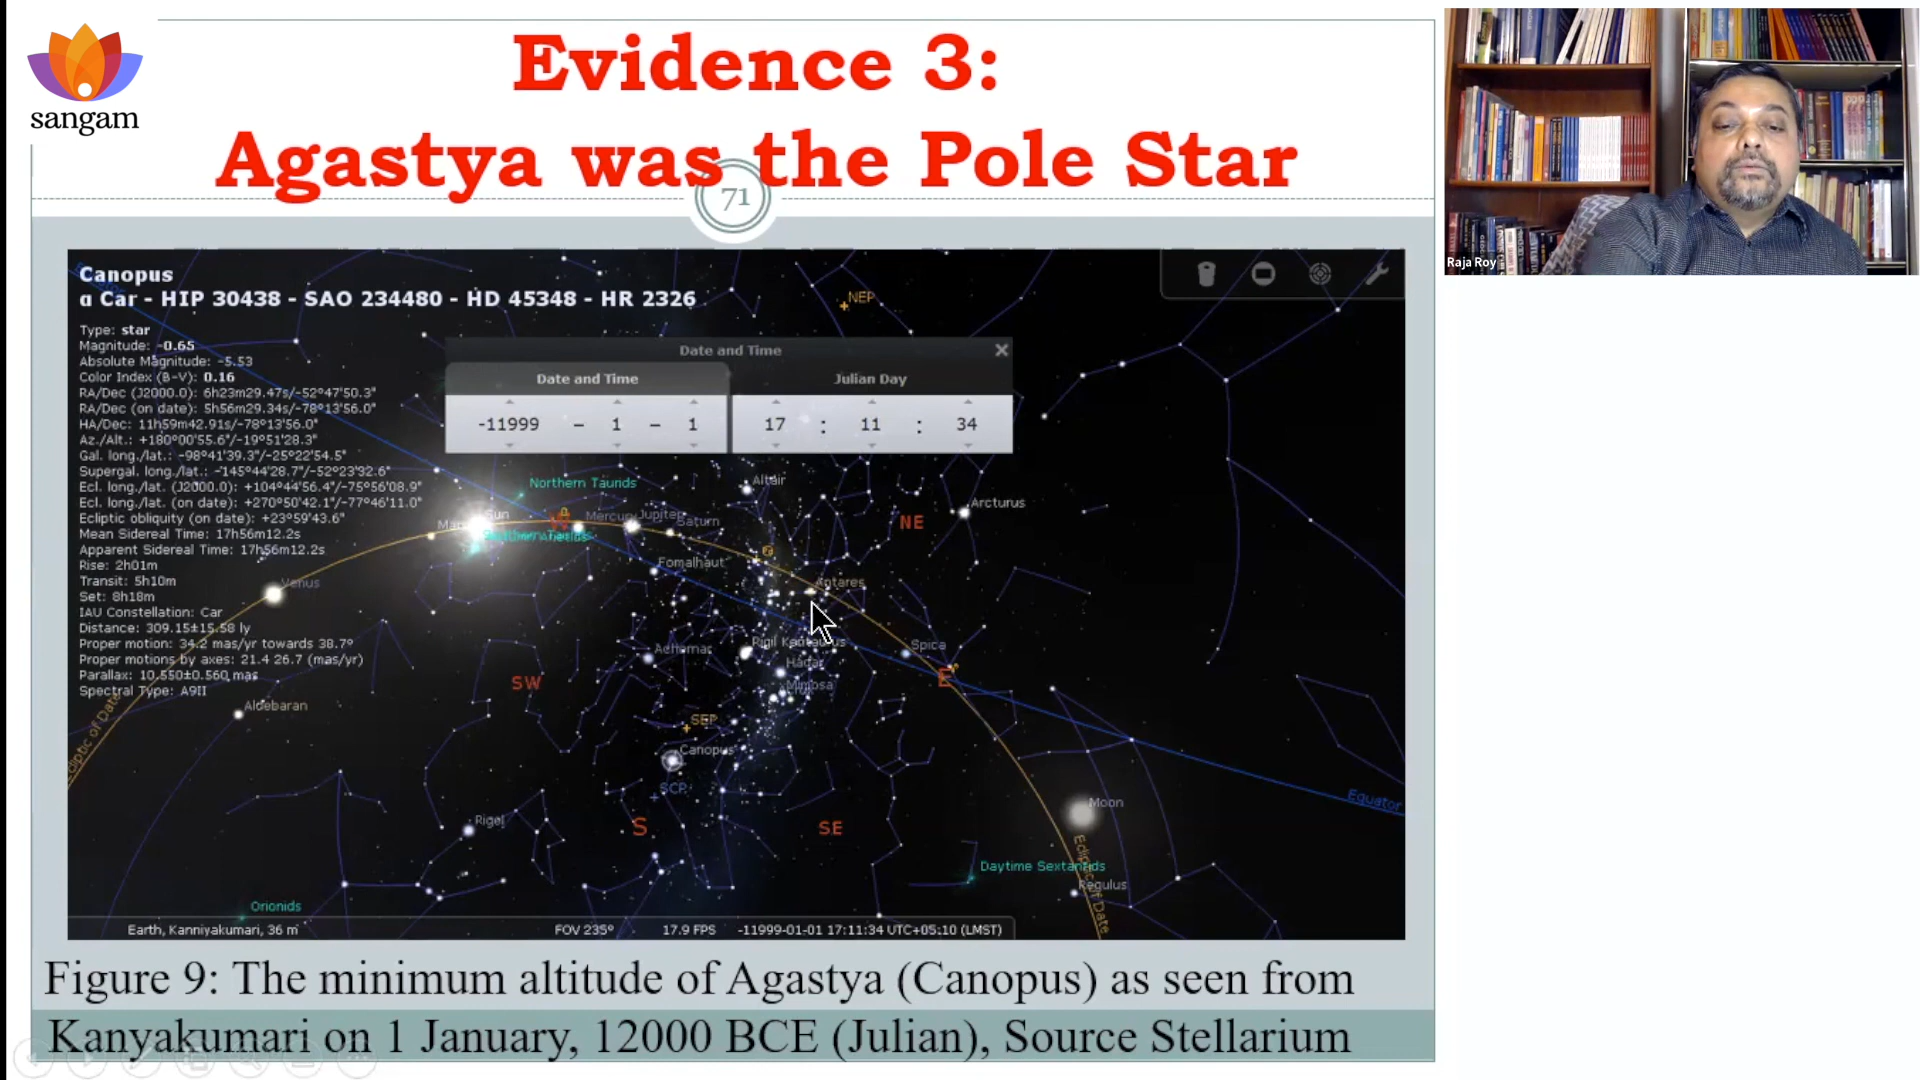 sangam
Evidence 3:
Agastya was the Pole Star
71
Raja Roy
Canopus
α Car - HIP 30438 - SAO 234480 - HD 45348 - HR 2326
Type: star
Magnitude: -0.65
Absolute Magnitude: -5.53
Color Index (B-V): 0.16
RA/Dec (J2000.0): 6h23m29.47s/-52°47'50.3"
RA/Dec (on date): 5h56m29.34s/-78°13'56.0"
HA/Dec: 11h59m42.91s/-78°13'56.0"
Az./Alt.: +180°00'55.6"/-19°51'28.3"
Gal. long./lat.: -98°41'39.3"/-25°22'54.5"
Supergal. long./lat.: -145°44'28.7"/-52°23'32.6"
Ecl. long./lat. (J2000.0): +104°44'56.4"/-75°56'08.9"
Ecl. long./lat. (on date): +270°50'42.1"/-77°46'11.0"
Ecliptic obliquity (on date): +23°59'43.6"
Mean Sidereal Time: 17h56m12.2s
Apparent Sidereal Time: 17h56m12.2s
Rise: 2h01m
Transit: 5h10m
Set: 8h18m
IAU Constellation: Car
Distance: 309.15±15.58 ly
Proper motion: 34.2 mas/yr towards 38.7°
Proper motions by axes: 21.4 26.7 (mas/yr)
Parallax: 10.550±0.560 mas
Spectral Type: A9II
Date and Time
Date and Time
Julian Day
-11999 - 1 - 1
17 : 11 : 34
NEP
Northern Taurids
Altair
Arcturus
NE
Sun
W
Mercury
Jupiter
Saturn
Fomalhaut
Venus
Antares
Achernar
Rigil Kentaurus
Hadar
Mimosa
Spica
E
SW
Aldebaran
SEP
Canopus
SCP
Rigel
S
SE
Moon
Equator
Ecliptic of Date
Ecliptic of Date
Daytime Sextantids
Regulus
Orionids
Earth, Kanniyakumari, 36 m
FOV 235°
17.9 FPS
-11999-01-01 17:11:34 UTC+05:10 (LMST)
Figure 9: The minimum altitude of Agastya (Canopus) as seen from
Kanyakumari on 1 January, 12000 BCE (Julian), Source Stellarium